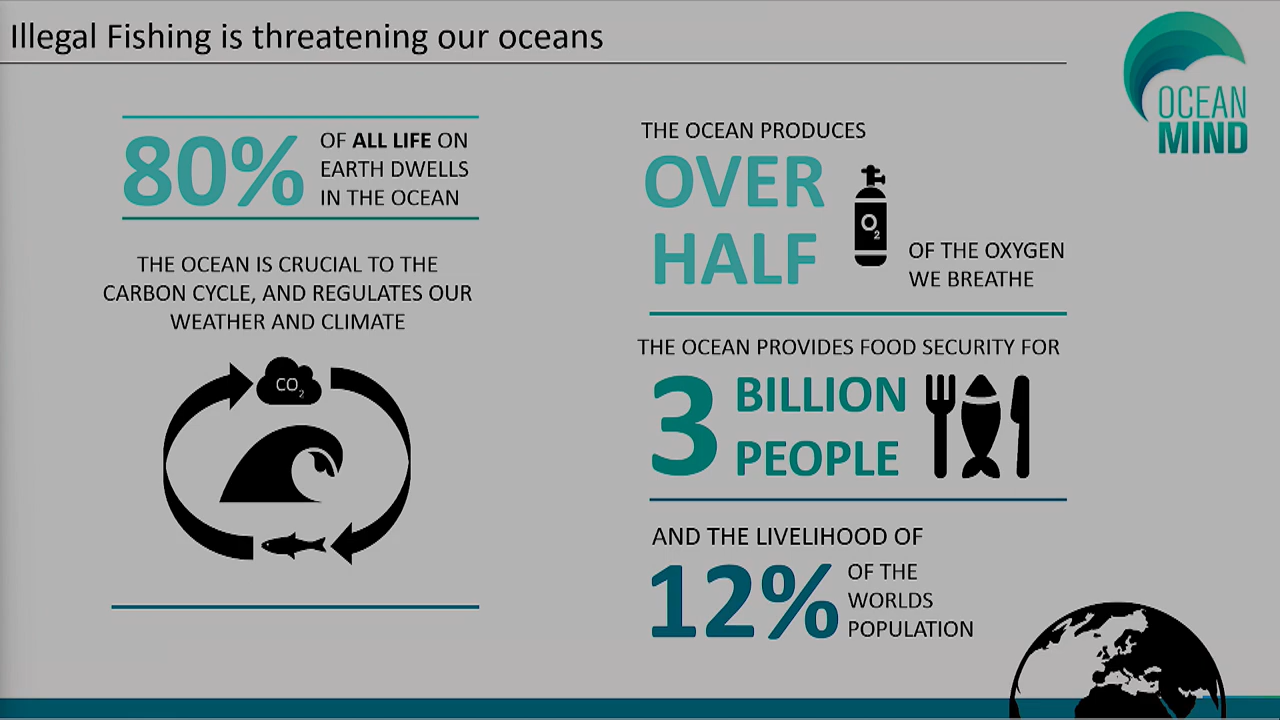 Illegal Fishing is threatening our oceans
OCEAN
MIND
80%
OF ALL LIFE ON
EARTH DWELLS
IN THE OCEAN
THE OCEAN IS CRUCIAL TO THE
CARBON CYCLE, AND REGULATES OUR
WEATHER AND CLIMATE
CO2
THE OCEAN PRODUCES
OVER
HALF
O2
OF THE OXYGEN
WE BREATHE
THE OCEAN PROVIDES FOOD SECURITY FOR
3
BILLION
PEOPLE
AND THE LIVELIHOOD OF
12%
OF THE
WORLDS
POPULATION